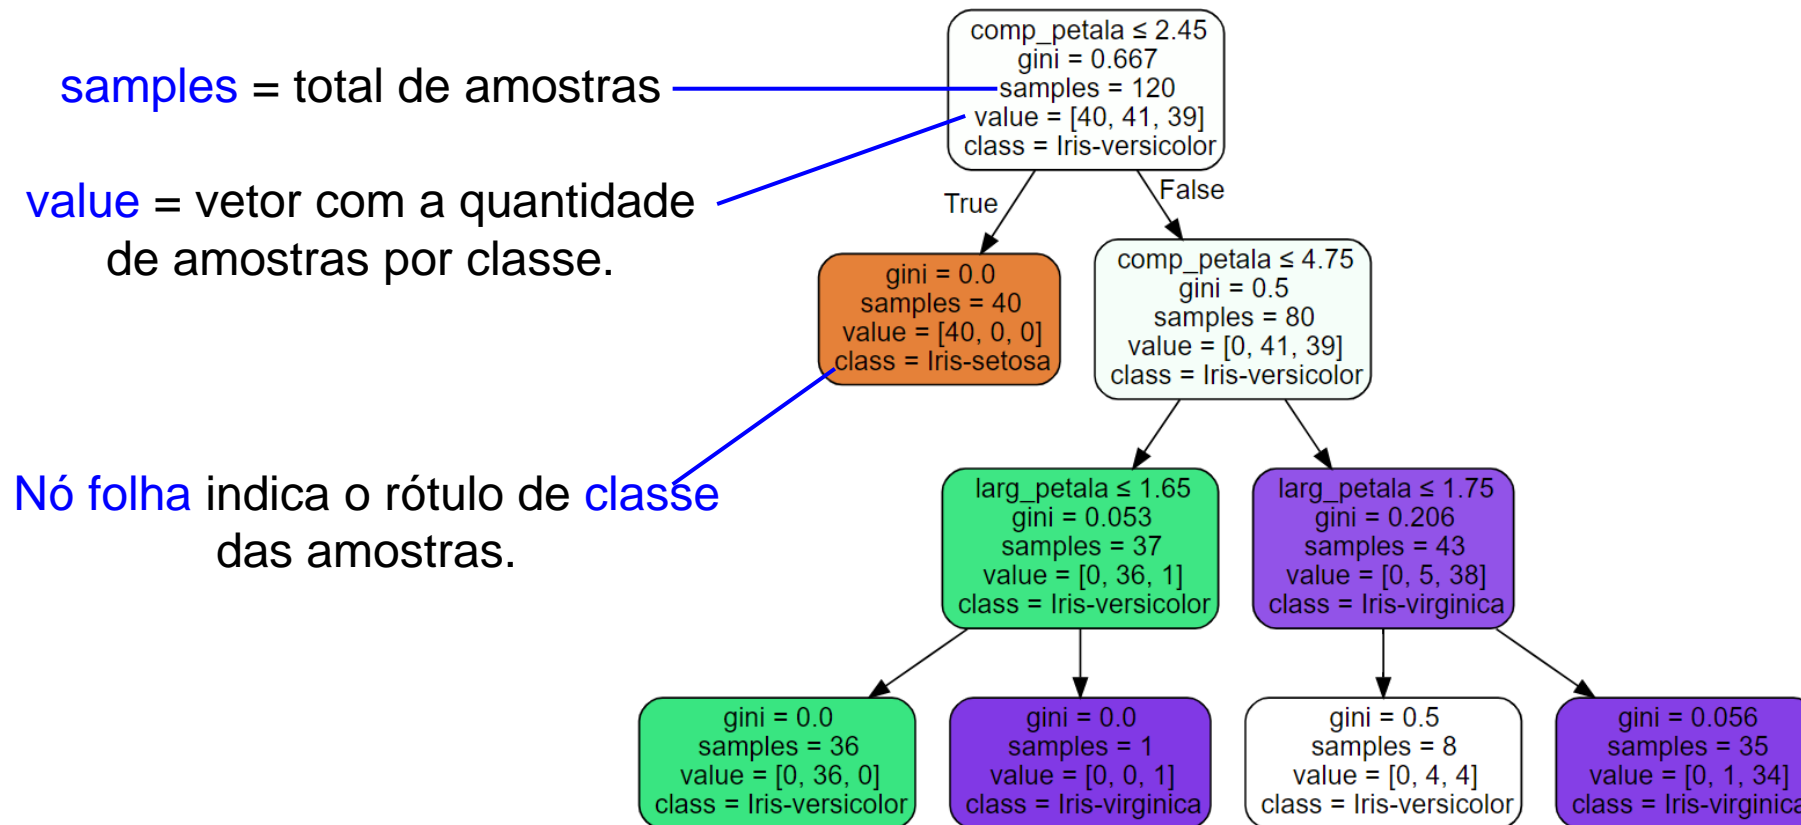 samples = total de amostras
value = vetor com a quantidade
de amostras por classe.
Nó folha indica o rótulo de classe
das amostras.
comp_petala ≤ 2.45
gini = 0.667
samples = 120
value = [40, 41, 39]
class = Iris-versicolor
True
False
gini = 0.0
samples = 40
value = [40, 0, 0]
class = Iris-setosa
comp_petala ≤ 4.75
gini = 0.5
samples = 80
value = [0, 41, 39]
class = Iris-versicolor
larg_petala ≤ 1.65
gini = 0.053
samples = 37
value = [0, 36, 1]
class = Iris-versicolor
larg_petala ≤ 1.75
gini = 0.206
samples = 43
value = [0, 5, 38]
class = Iris-virginica
gini = 0.0
samples = 36
value = [0, 36, 0]
class = Iris-versicolor
gini = 0.0
samples = 1
value = [0, 0, 1]
class = Iris-virginica
gini = 0.5
samples = 8
value = [0, 4, 4]
class = Iris-versicolor
gini = 0.056
samples = 35
value = [0, 1, 34]
class = Iris-virginica